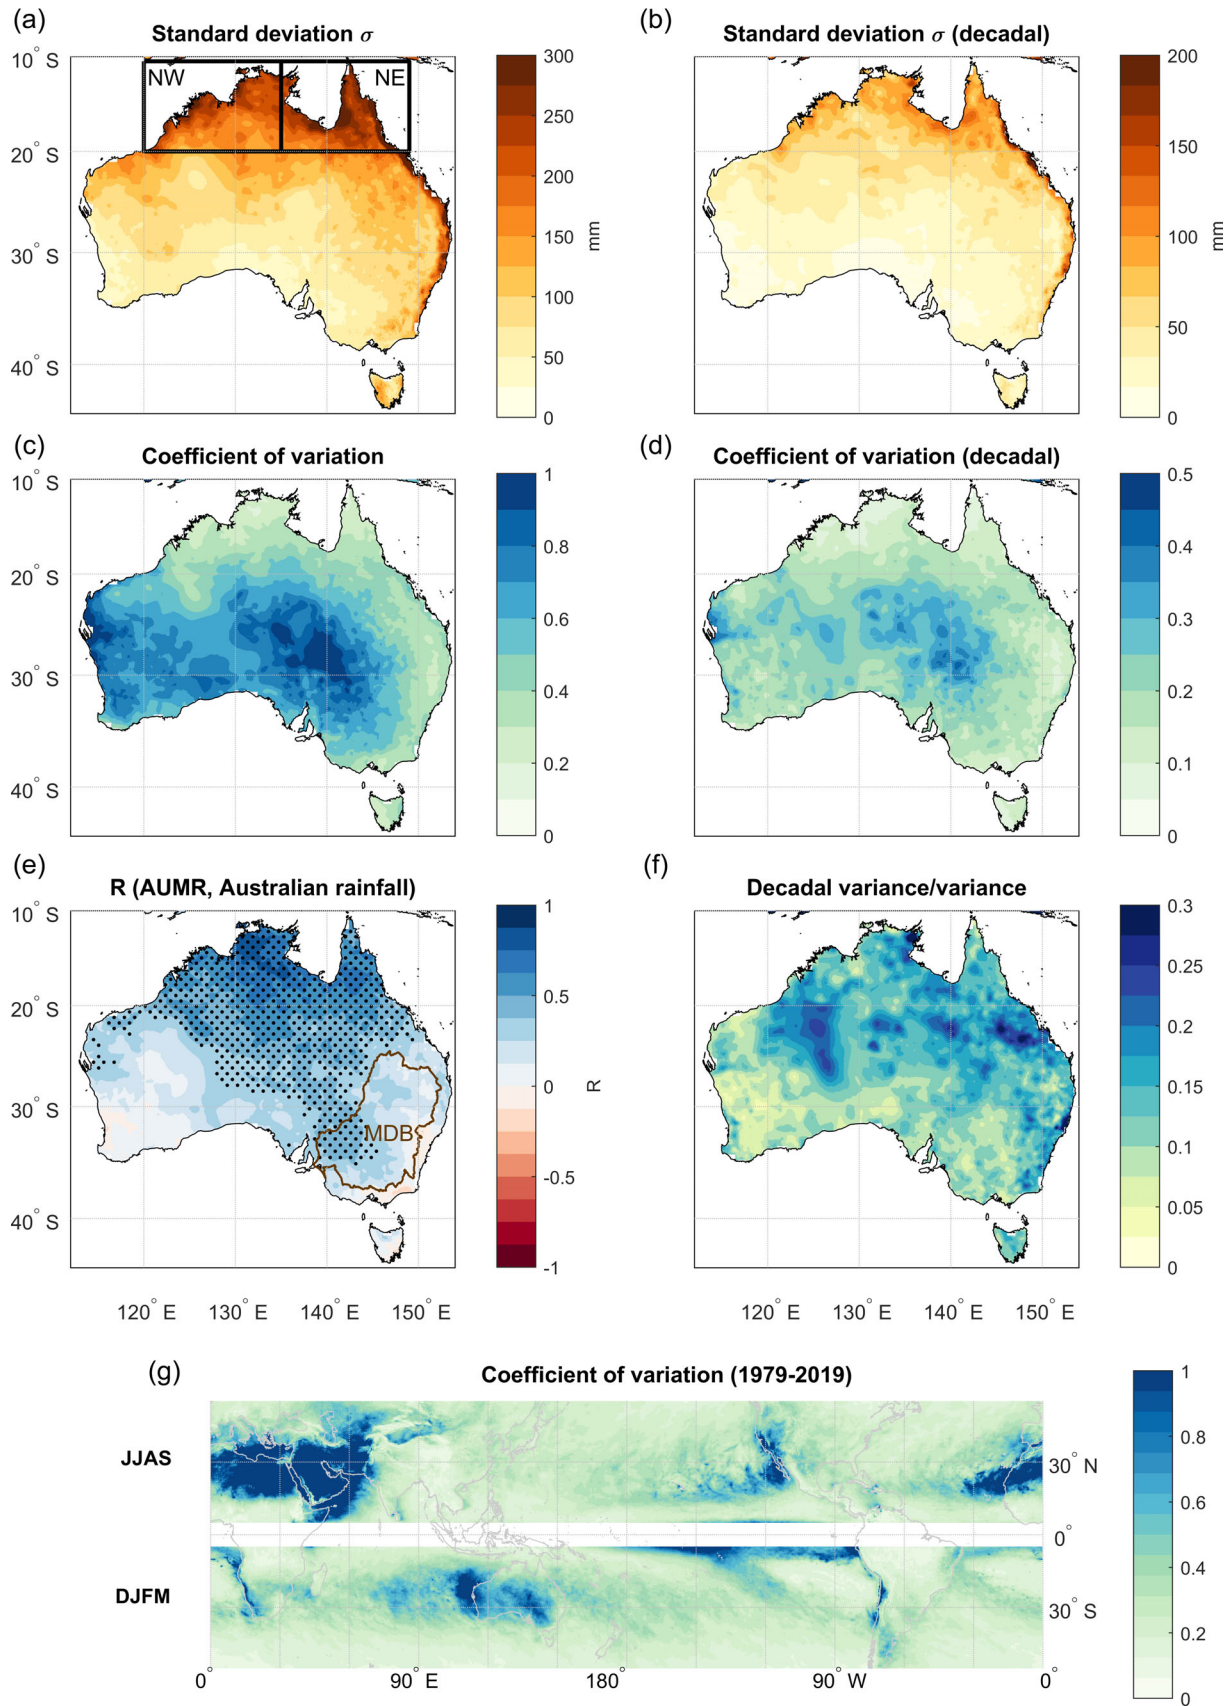 (a)
Standard deviation σ
10° S
20° S
30° S
40° S
NW
NE
300
250
200
150
100
50
0
mm
(b)
Standard deviation σ (decadal)
200
150
100
50
0
mm
(c)
Coefficient of variation
10° S
20° S
30° S
40° S
1
0.8
0.6
0.4
0.2
0
(d)
Coefficient of variation (decadal)
0.5
0.4
0.3
0.2
0.1
0
(e)
R (AUMR, Australian rainfall)
10° S
20° S
30° S
40° S
MDB
1
0.5
0
-0.5
-1
R
120° E 130° E 140° E 150° E
(f)
Decadal variance/variance
0.3
0.25
0.2
0.15
0.1
0.05
0
120° E 130° E 140° E 150° E
(g)
Coefficient of variation (1979-2019)
JJAS
DJFM
30° N
0°
30° S
0° 90° E 180° 90° W 0°
1
0.8
0.6
0.4
0.2
0